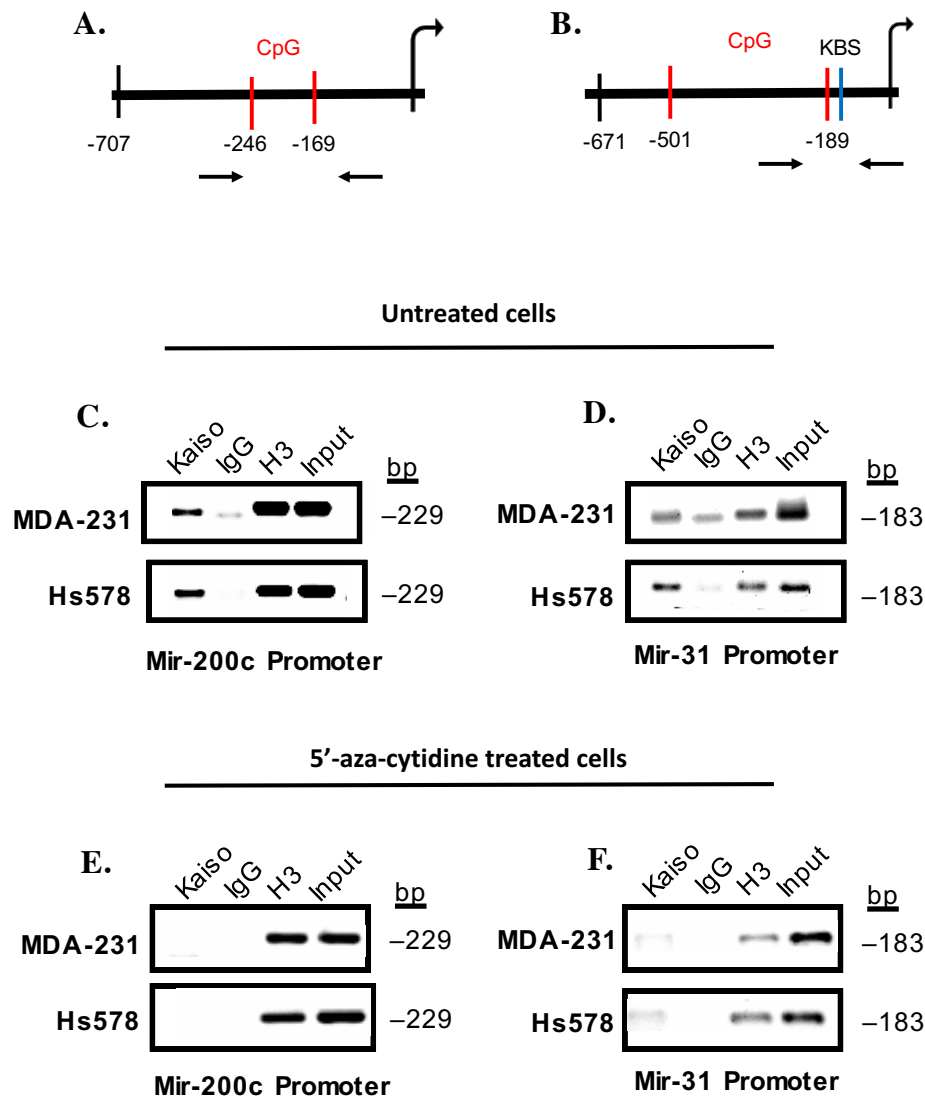 A.
CpG
-707
-246
-169
B.
CpG
KBS
-671
-501
-189
Untreated cells
C.
Kaiso IgG H3 Input
bp
MDA-231
–229
Hs578
–229
Mir-200c Promoter
D.
Kaiso IgG H3 Input
bp
MDA-231
–183
Hs578
–183
Mir-31 Promoter
5’-aza-cytidine treated cells
E.
Kaiso IgG H3 Input
bp
MDA-231
–229
Hs578
–229
Mir-200c Promoter
F.
Kaiso IgG H3 Input
bp
MDA-231
–183
Hs578
–183
Mir-31 Promoter